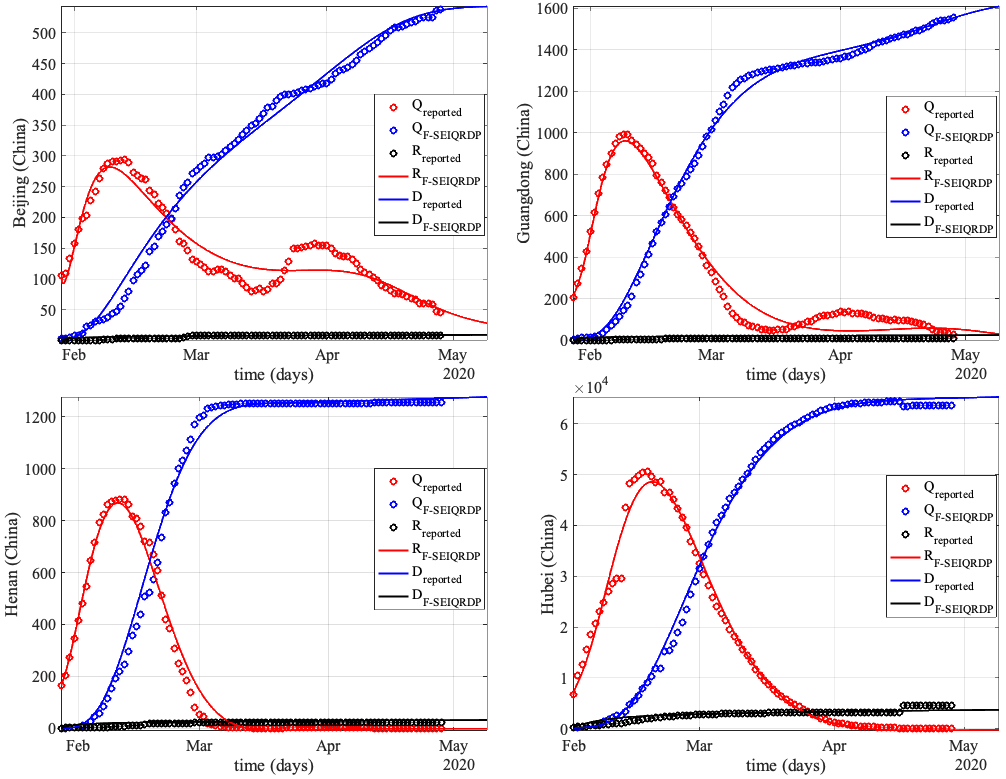 Beijing (China)
500
450
400
350
300
250
200
150
100
50
Q_reported
Q_F-SEIQRDP
R_reported
R_F-SEIQRDP
D_reported
D_F-SEIQRDP
Feb Mar Apr May
time (days) 2020
Guangdong (China)
1600
1400
1200
1000
800
600
400
200
0
Q_reported
Q_F-SEIQRDP
R_reported
R_F-SEIQRDP
D_reported
D_F-SEIQRDP
Feb Mar Apr May
time (days) 2020
Henan (China)
1200
1000
800
600
400
200
0
Q_reported
Q_F-SEIQRDP
R_reported
R_F-SEIQRDP
D_reported
D_F-SEIQRDP
Feb Mar Apr May
time (days) 2020
×10^4
Hubei (China)
6
5
4
3
2
1
0
Q_reported
Q_F-SEIQRDP
R_reported
R_F-SEIQRDP
D_reported
D_F-SEIQRDP
Feb Mar Apr May
time (days) 2020